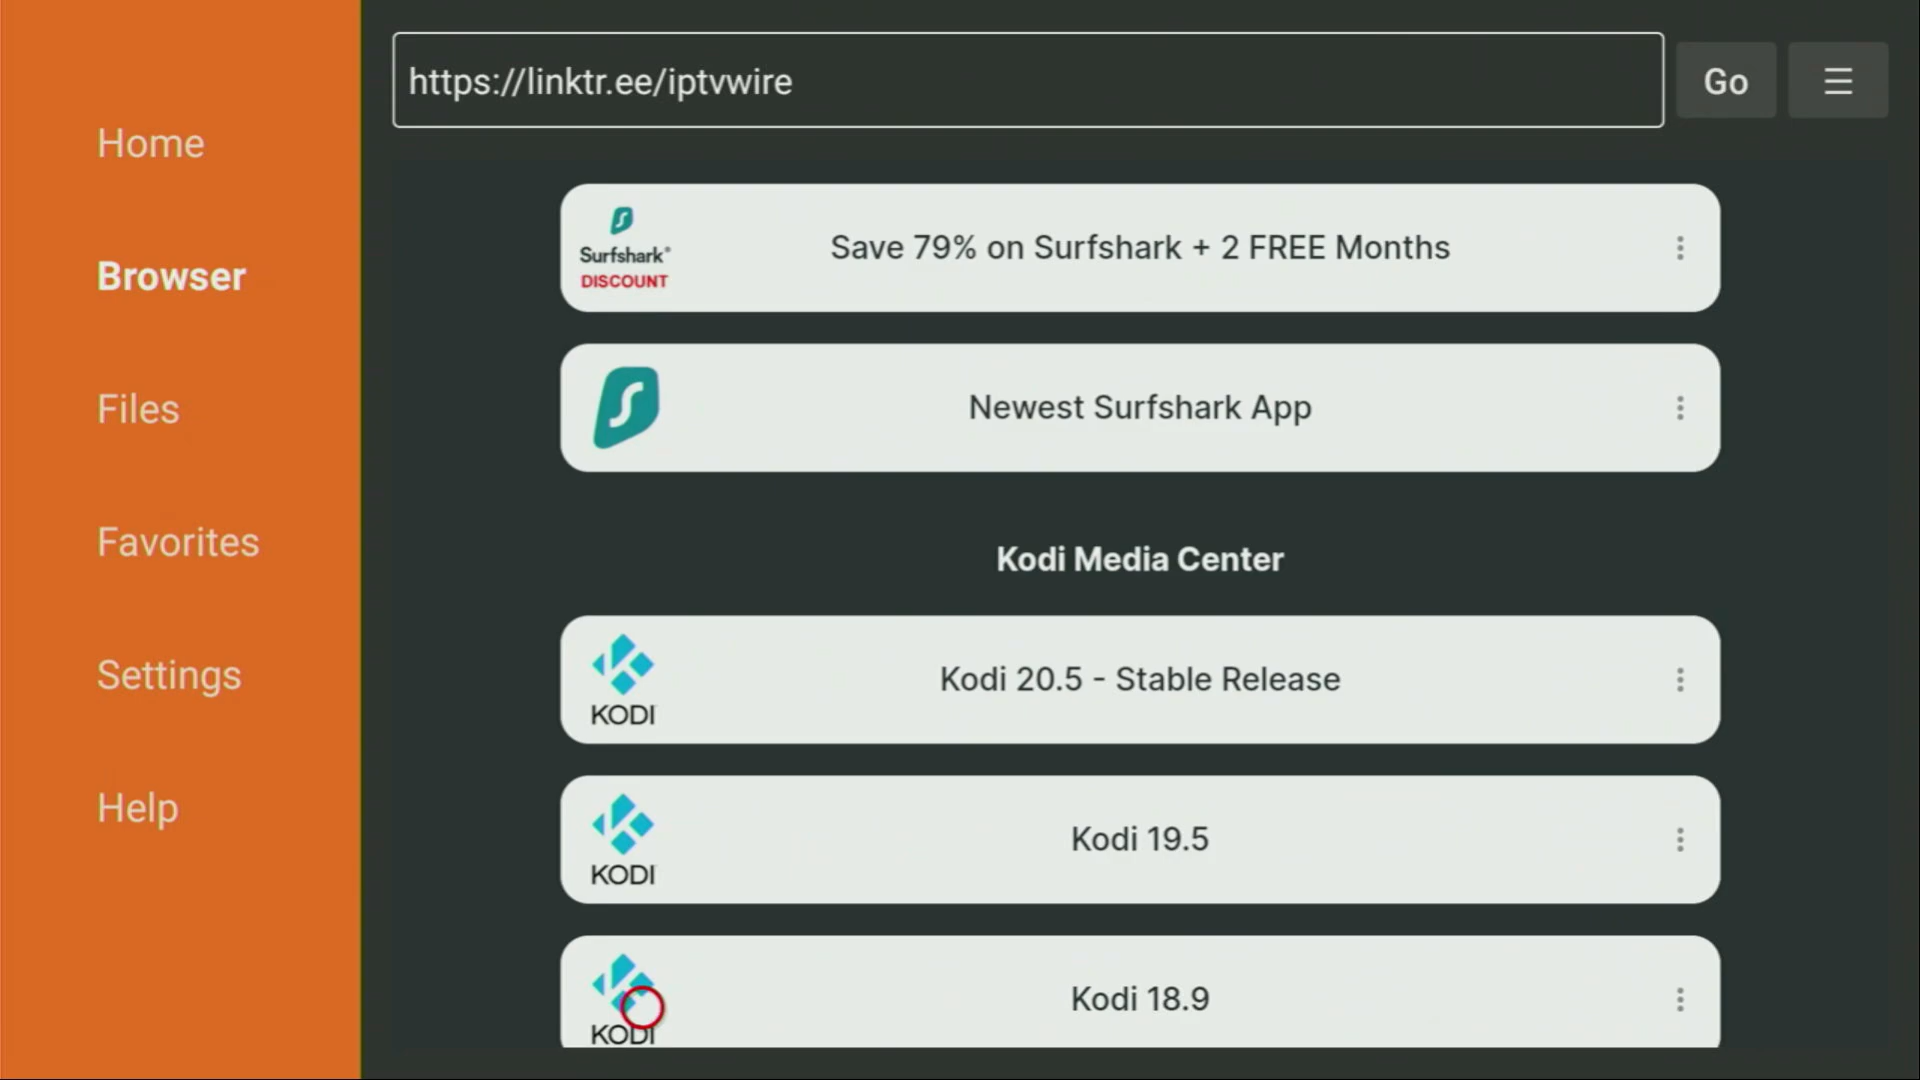 https://linktr.ee/iptvwire
Go
Home
Browser
Files
Favorites
Settings
Help
Surfshark®
DISCOUNT
Save 79% on Surfshark + 2 FREE Months
Newest Surfshark App
Kodi Media Center
KODI
Kodi 20.5 - Stable Release
KODI
Kodi 19.5
KODI
Kodi 18.9